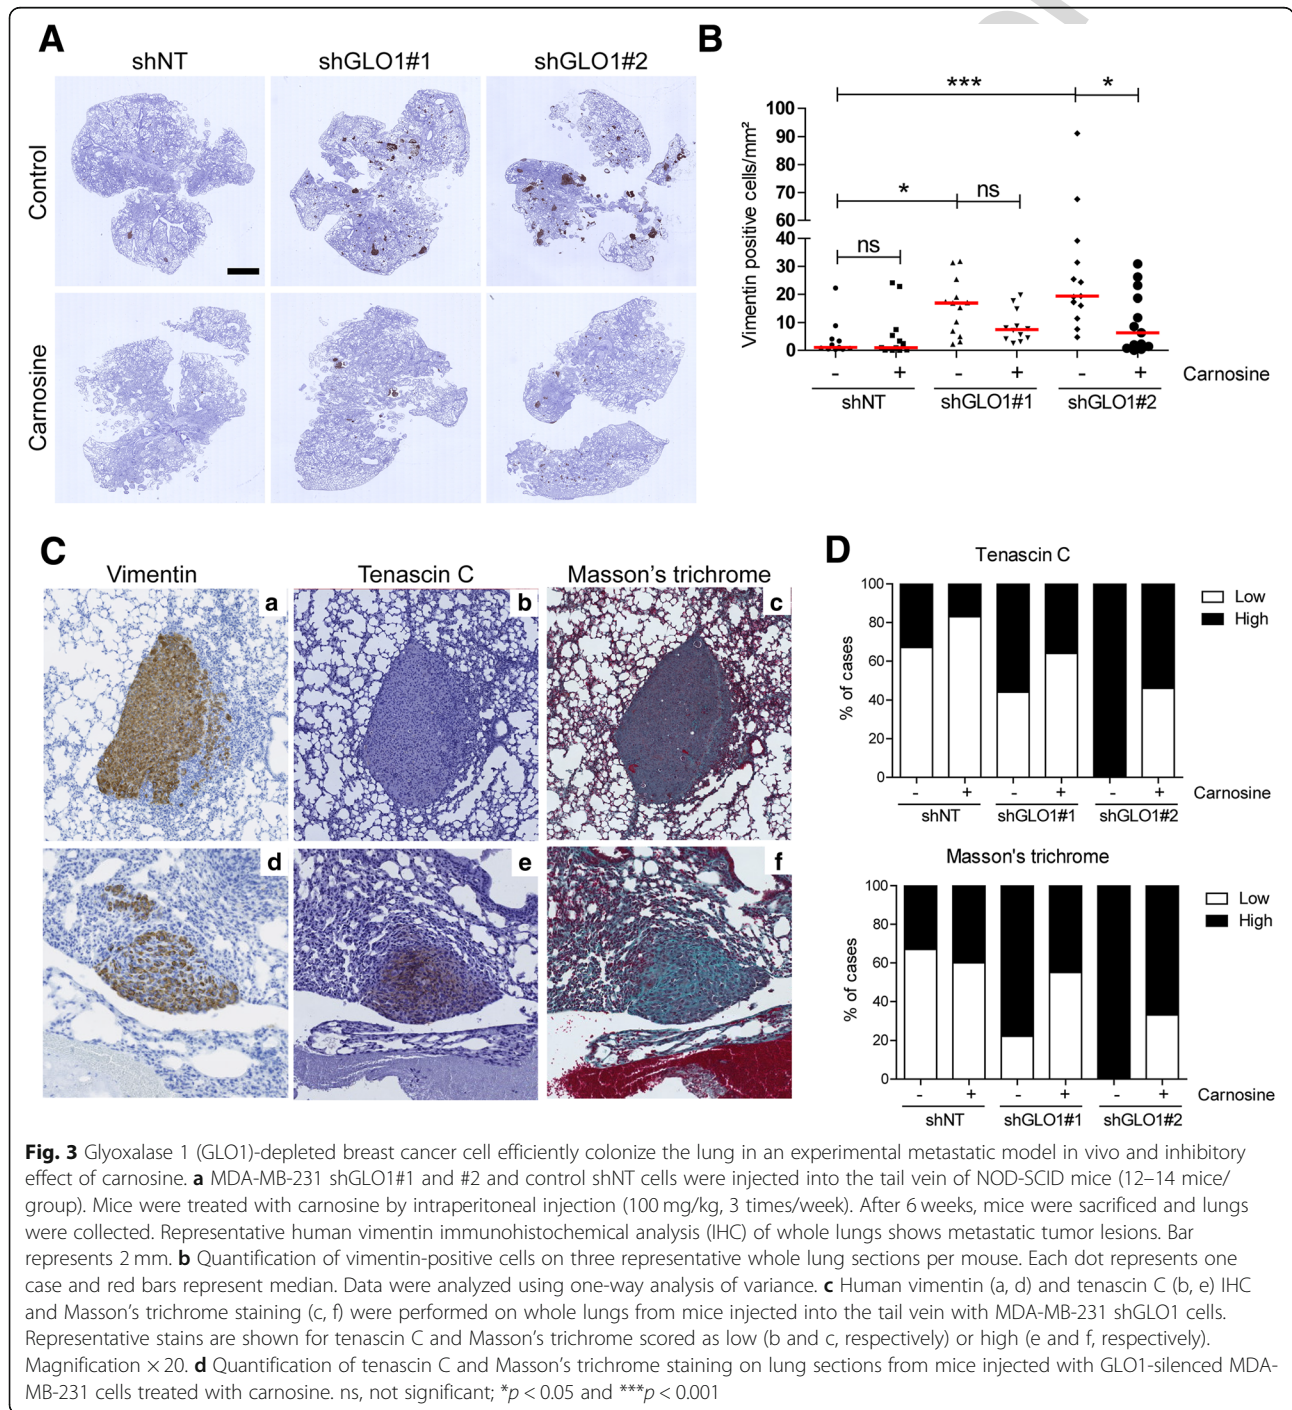 A
shNT shGLO1#1 shGLO1#2
Control
Carnosine
B
*** *
* ns
ns
Vimentin positive cells/mm²
100
90
80
70
60
40
30
20
10
0
- + - + - + Carnosine
shNT shGLO1#1 shGLO1#2
C
Vimentin Tenascin C Masson's trichrome
a b c
d e f
D
Tenascin C
% of cases
100
80
60
40
20
0
Low
High
- + - + - + Carnosine
shNT shGLO1#1 shGLO1#2
Masson's trichrome
% of cases
100
80
60
40
20
0
Low
High
- + - + - + Carnosine
shNT shGLO1#1 shGLO1#2
Fig. 3 Glyoxalase 1 (GLO1)-depleted breast cancer cell efficiently colonize the lung in an experimental metastatic model in vivo and inhibitory
effect of carnosine. a MDA-MB-231 shGLO1#1 and #2 and control shNT cells were injected into the tail vein of NOD-SCID mice (12–14 mice/
group). Mice were treated with carnosine by intraperitoneal injection (100 mg/kg, 3 times/week). After 6 weeks, mice were sacrificed and lungs
were collected. Representative human vimentin immunohistochemical analysis (IHC) of whole lungs shows metastatic tumor lesions. Bar
represents 2 mm. b Quantification of vimentin-positive cells on three representative whole lung sections per mouse. Each dot represents one
case and red bars represent median. Data were analyzed using one-way analysis of variance. c Human vimentin (a, d) and tenascin C (b, e) IHC
and Masson's trichrome staining (c, f) were performed on whole lungs from mice injected into the tail vein with MDA-MB-231 shGLO1 cells.
Representative stains are shown for tenascin C and Masson's trichrome scored as low (b and c, respectively) or high (e and f, respectively).
Magnification × 20. d Quantification of tenascin C and Masson's trichrome staining on lung sections from mice injected with GLO1-silenced MDA-
MB-231 cells treated with carnosine. ns, not significant; *p < 0.05 and ***p < 0.001